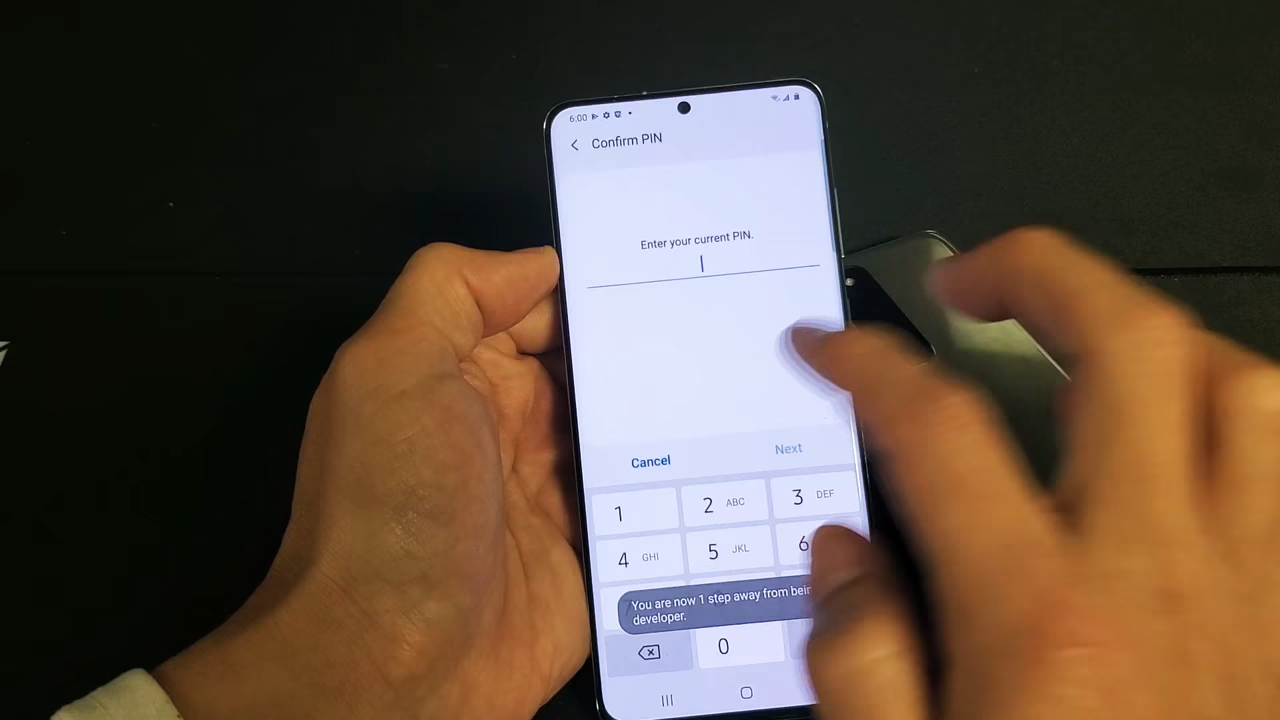 6:00
Confirm PIN
Enter your current PIN.
Cancel Next
1 2 ABC 3 DEF
4 GHI 5 JKL 6
You are now 1 step away from
developer.
0